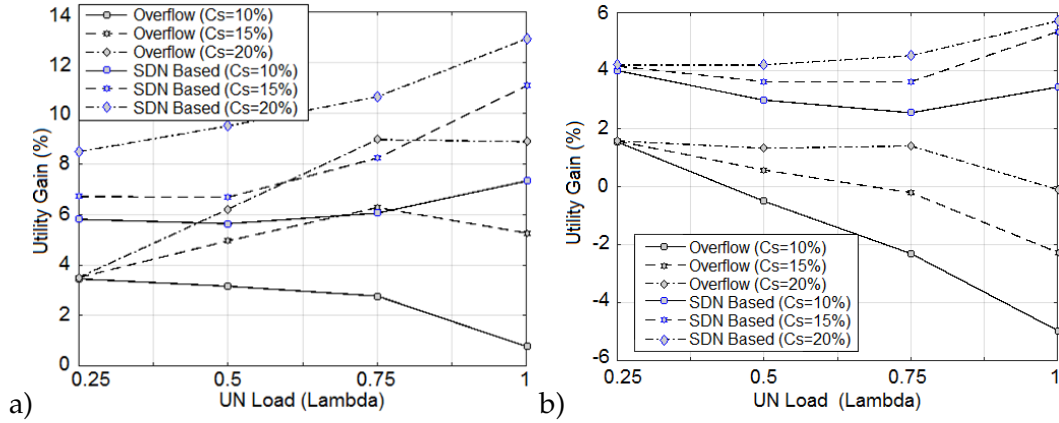 14
12
10
8
6
4
2
0
Utility Gain (%)
Overflow (Cs=10%)
Overflow (Cs=15%)
Overflow (Cs=20%)
SDN Based (Cs=10%)
SDN Based (Cs=15%)
SDN Based (Cs=20%)
0.25 0.5 0.75 1
UN Load (Lambda)
a)
6
4
2
0
-2
-4
-6
Utility Gain (%)
Overflow (Cs=10%)
Overflow (Cs=15%)
Overflow (Cs=20%)
SDN Based (Cs=10%)
SDN Based (Cs=15%)
SDN Based (Cs=20%)
0.25 0.5 0.75 1
UN Load (Lambda)
b)